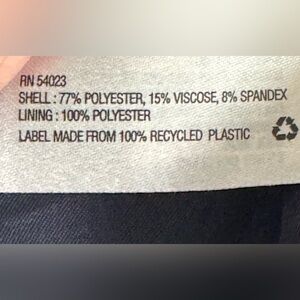 RN 54023
SHELL : 77% POLYESTER, 15% VISCOSE, 8% SPANDEX
LINING : 100% POLYESTER
LABEL MADE FROM 100% RECYCLED PLASTIC